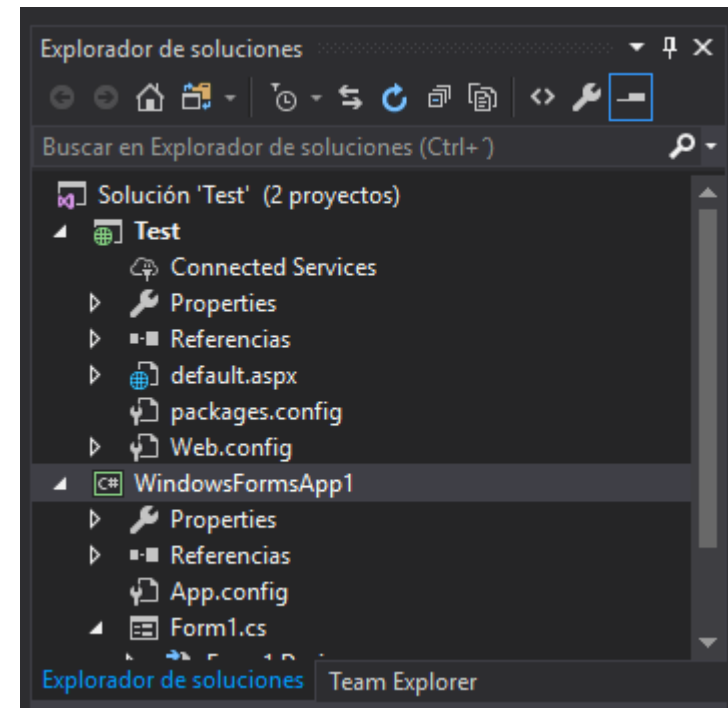 Explorador de soluciones
Buscar en Explorador de soluciones (Ctrl+´)
Solución 'Test' (2 proyectos)
Test
Connected Services
Properties
Referencias
default.aspx
packages.config
Web.config
C# WindowsFormsApp1
Properties
Referencias
App.config
Form1.cs
Explorador de soluciones Team Explorer